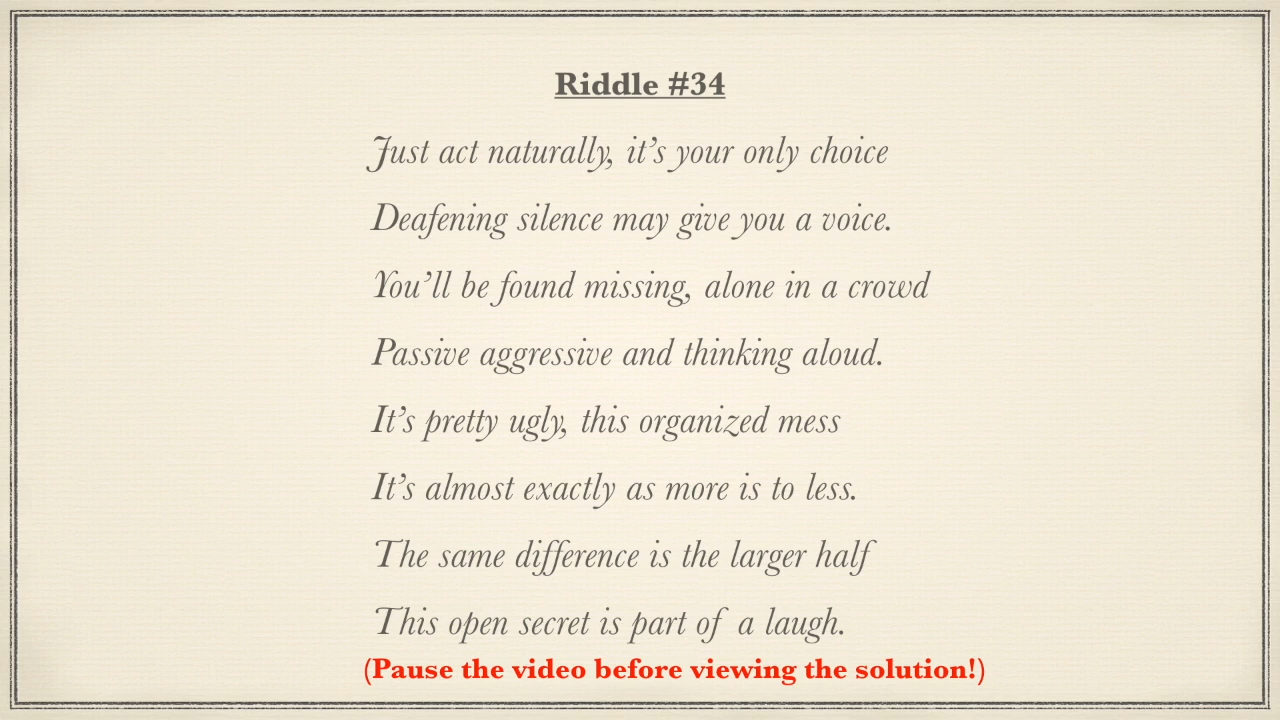 Riddle #34
Just act naturally, it's your only choice
Deafening silence may give you a voice.
You'll be found missing, alone in a crowd
Passive aggressive and thinking aloud.
It's pretty ugly, this organized mess
It's almost exactly as more is to less.
The same difference is the larger half
This open secret is part of a laugh.
(Pause the video before viewing the solution!)